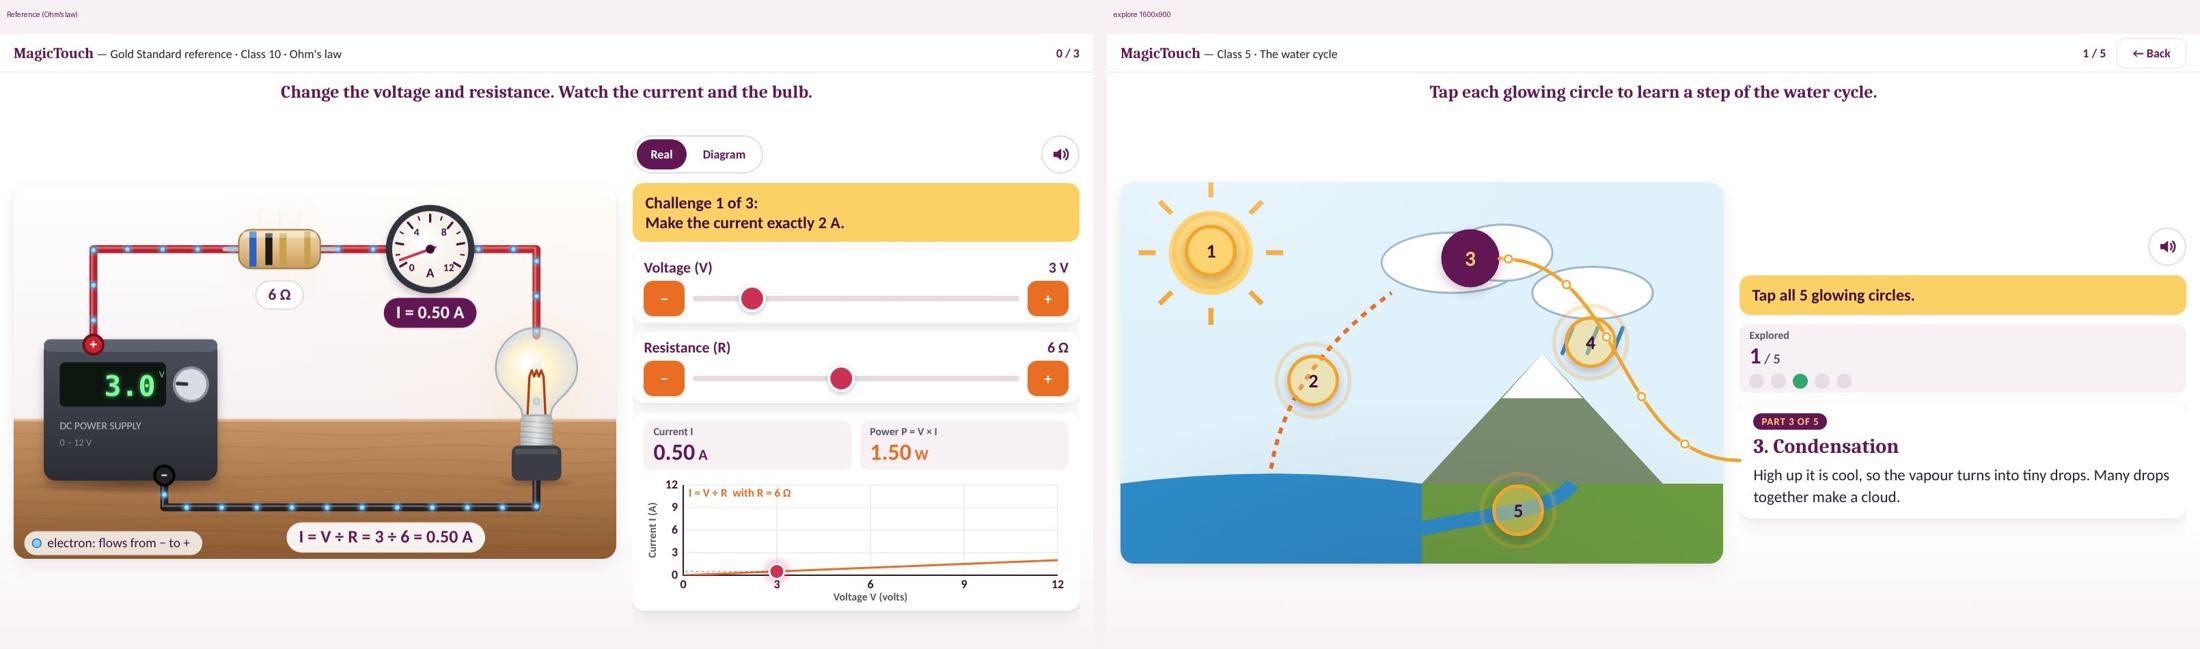 Reference (Ohm's law)
MagicTouch — Gold Standard reference · Class 10 · Ohm's law
0 / 3
Change the voltage and resistance. Watch the current and the bulb.
Real
Diagram
Challenge 1 of 3:
Make the current exactly 2 A.
Voltage (V)
3 V
−
+
Resistance (R)
6 Ω
−
+
Current I
0.50 A
Power P = V × I
1.50 W
I = V ÷ R with R = 6 Ω
Current I (A)
12
9
6
3
0
0
3
6
9
12
Voltage V (volts)
6 Ω
0
4
8
12
A
I = 0.50 A
+
3.0 V
DC POWER SUPPLY
0 – 12 V
−
electron: flows from − to +
I = V ÷ R = 3 ÷ 6 = 0.50 A
explore 1600x900
MagicTouch — Class 5 · The water cycle
1 / 5
← Back
Tap each glowing circle to learn a step of the water cycle.
1
2
3
4
5
Tap all 5 glowing circles.
Explored
1 / 5
PART 3 OF 5
3. Condensation
High up it is cool, so the vapour turns into tiny drops. Many drops
together make a cloud.